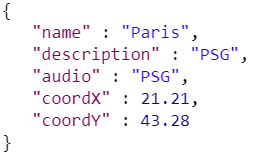 {
"name" : "Paris",
"description" : "PSG",
"audio" : "PSG",
"coordX" : 21.21,
"coordY" : 43.28
}